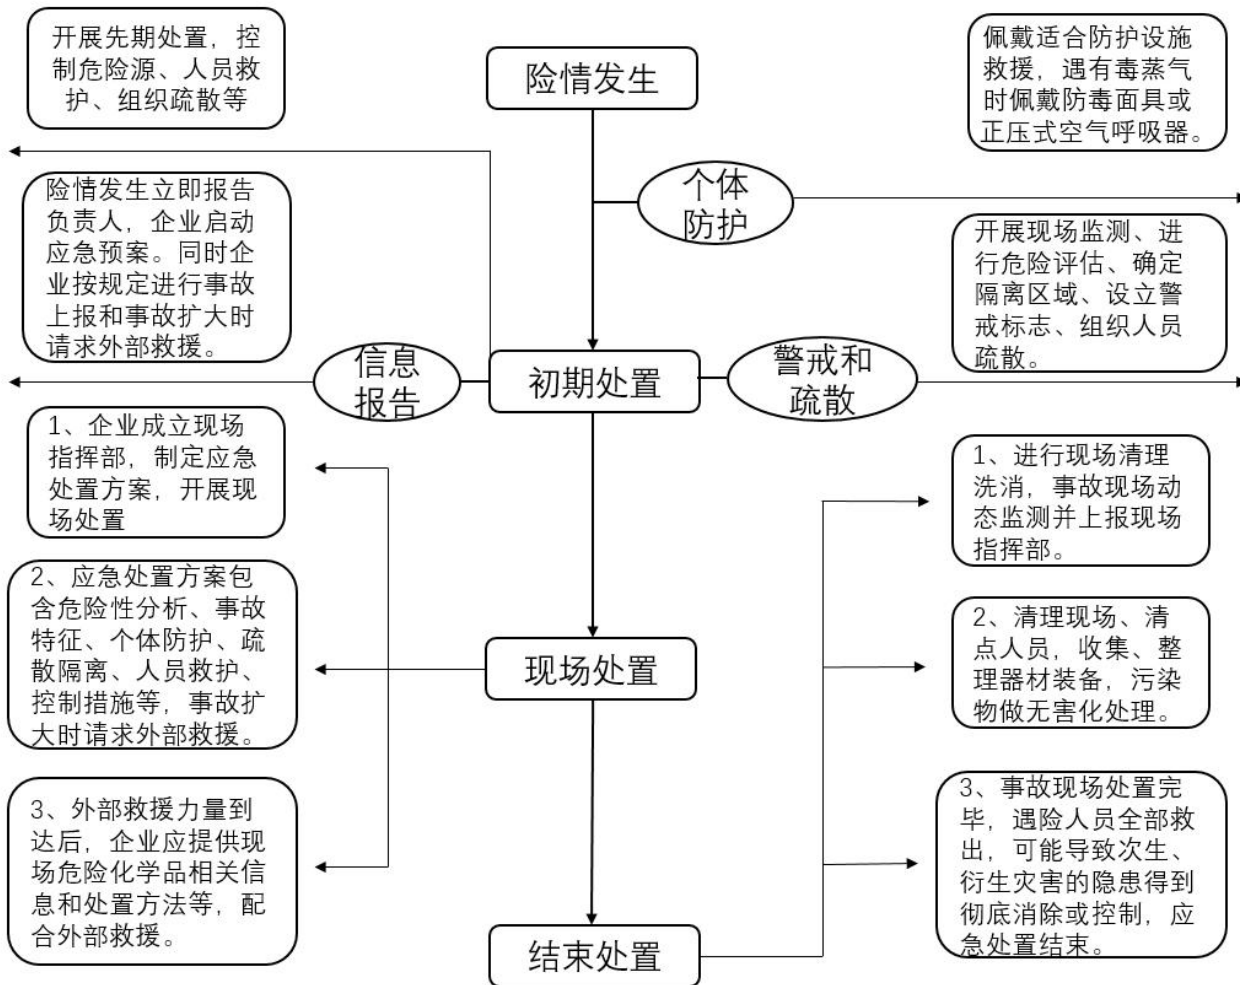 开展先期处置，控
制危险源、人员救
护、组织疏散等
险情发生
佩戴适合防护设施
救援，遇有毒蒸气
时佩戴防毒面具或
正压式空气呼吸器。
险情发生立即报告
负责人，企业启动
应急预案。同时企
业按规定进行事故
上报和事故扩大时
请求外部救援。
个体
防护
开展现场监测、进
行危险评估、确定
隔离区域、设立警
戒标志、组织人员
疏散。
信息
报告
初期处置
警戒和
疏散
1、企业成立现场
指挥部，制定应急
处置方案，开展现
场处置
1、进行现场清理
洗消，事故现场动
态监测并上报现场
指挥部。
2、应急处置方案包
含危险性分析、事故
特征、个体防护、疏
散隔离、人员救护、
控制措施等，事故扩
大时请求外部救援。
现场处置
2、清理现场、清
点人员，收集、整
理器材装备，污染
物做无害化处理。
3、外部救援力量到
达后，企业应提供现
场危险化学品相关信
息和处置方法等，配
合外部救援。
3、事故现场处置完
毕，遇险人员全部救
出，可能导致次生、
衍生灾害的隐患得到
彻底消除或控制，应
急处置结束。
结束处置